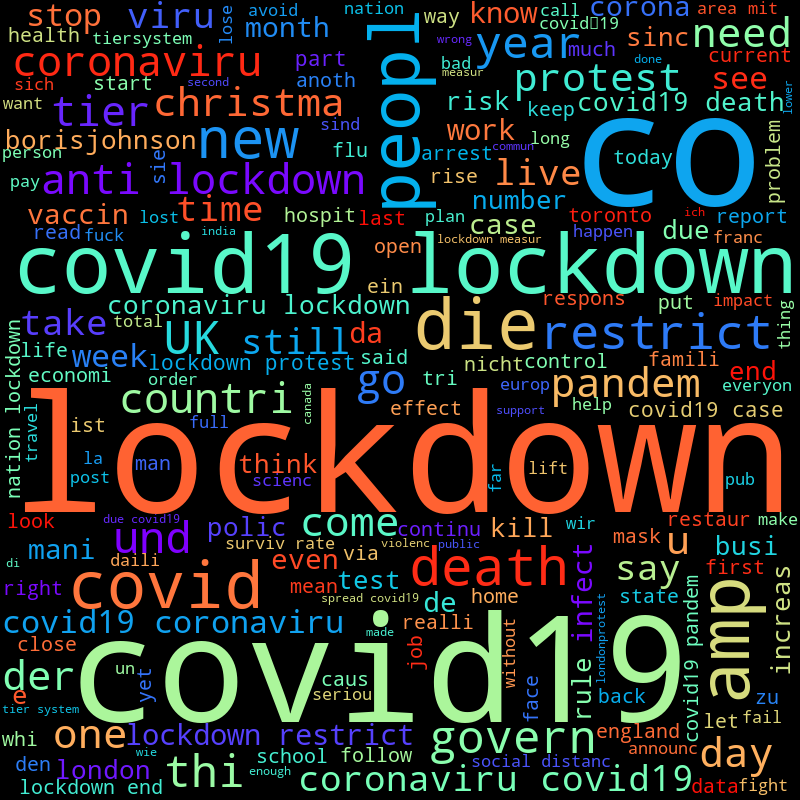 stop
viru
lose
avoid
nation
way
know
corona
call
covid□19
area mit
health
tiersystem
month
sinc
need
part
wrong
much
done
current
coronaviru
peopl
year
bad
measur
sich
start
second
anoth
protest
see
want
tier
christma
new
co
risk
keep
covid19 death
lower
sind
work
long
commun
problem
borisjohnson
flu
arrest
today
person
sie
anti lockdown
rise
live
pay
number
vaccin
lost
time
hospit
last
plan
case
toronto
ich
report
read
fuck
india
open
lockdown measur
happen
due
franc
covid19 lockdown
ein
respons
put
impact
thing
coronaviru lockdown
take
total
UK
still
da
die
restrict
nation lockdown
life
week
lockdown protest
said
nicht
control
famili
end
economi
order
go
tri
europ
pandem
everyon
travel
countri
canada
effect
support
help
covid19 case
ist
full
lockdown
la
man
think
far
lift
post
scienc
pub
look
due covid19
polic
come
continu
kill
wir
restaur
make
und
mani
surviv rate
violenc
public
via
mask
u
busi
di
daili
even
death
infect
say
first
right
covid
mean
test
spread covid19
de
home
state
amp
increas
covid19 coronaviru
made
realli
job
without
londonprotest
rule
covid19 pandem
close
der
un
yet
covid19
caus
seriou
face
back
zu
e
tier system
let
fail
whi
one
lockdown restrict
govern
england
announc
day
den
london
wie
school
follow
social distanc
lockdown end
thi
enough
coronaviru covid19
data
fight